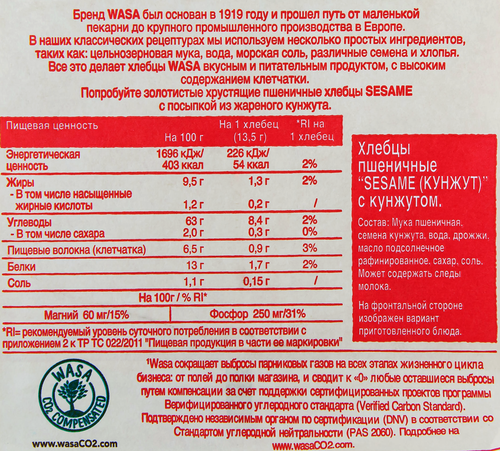 Бренд WASA был основан в 1919 году и прошел путь от маленькой
пекарни до крупного промышленного производства в Европе.
В наших классических рецептурах мы используем несколько простых ингредиентов,
таких как: цельнозерновая мука, вода, морская соль, различные семена и хлопья.
Все это делает хлебцы WASA вкусным и питательным продуктом, с высоким
содержанием клетчатки.
Попробуйте золотистые хрустящие пшеничные хлебцы SESAME
с посыпкой из жареного кунжута.
Пищевая ценность На 100 г На 1 хлебец (13,5 г) *RI на 1 хлебец
Энергетическая ценность 1696 кДж/ 403 ккал 226 кДж/ 54 ккал 2%
Жиры 9,5 г 1,3 г 2%
- В том числе насыщенные жирные кислоты 1,2 г 0,2 г /
Углеводы 63 г 8,4 г 2%
- В том числе сахара 2,0 г 0,3 г 0%
Пищевые волокна (клетчатка) 6,5 г 0,9 г 3%
Белки 13 г 1,7 г 2%
Соль 1,1 г 0,15 г /
На 100г / % RI*
Магний 60 мг/15% Фосфор 250 мг/31%
*RI= рекомендуемый уровень суточного потребления в соответствии с
приложением 2 к ТР ТС 022/2011 "Пищевая продукция в части ее маркировки"
Хлебцы
пшеничные
"SESAME (КУНЖУТ)"
с кунжутом.
Состав: Мука пшеничная,
семена кунжута, вода, дрожжи,
масло подсолнечное
рафинированное, сахар, соль.
Может содержать следы
молока.
На фронтальной стороне
изображен вариант
приготовленного блюда.
WASA
CO2 COMPENSATED
www.wasaCO2.com
¹Wasa сокращает выбросы парниковых газов на всех этапах жизненного цикла
бизнеса: от полей до полки магазина, и сводит к «0» любые оставшиеся выбросы
путем компенсации за счет поддержки сертифицированных проектов программы
Верифицированного углеродного стандарта (Verified Carbon Standard).
Подтверждено независимым органом по сертификации (DNV) в соответствии со
Стандартом углеродной нейтральности (PAS 2060). Подробнее на
www.wasaCO2.com.